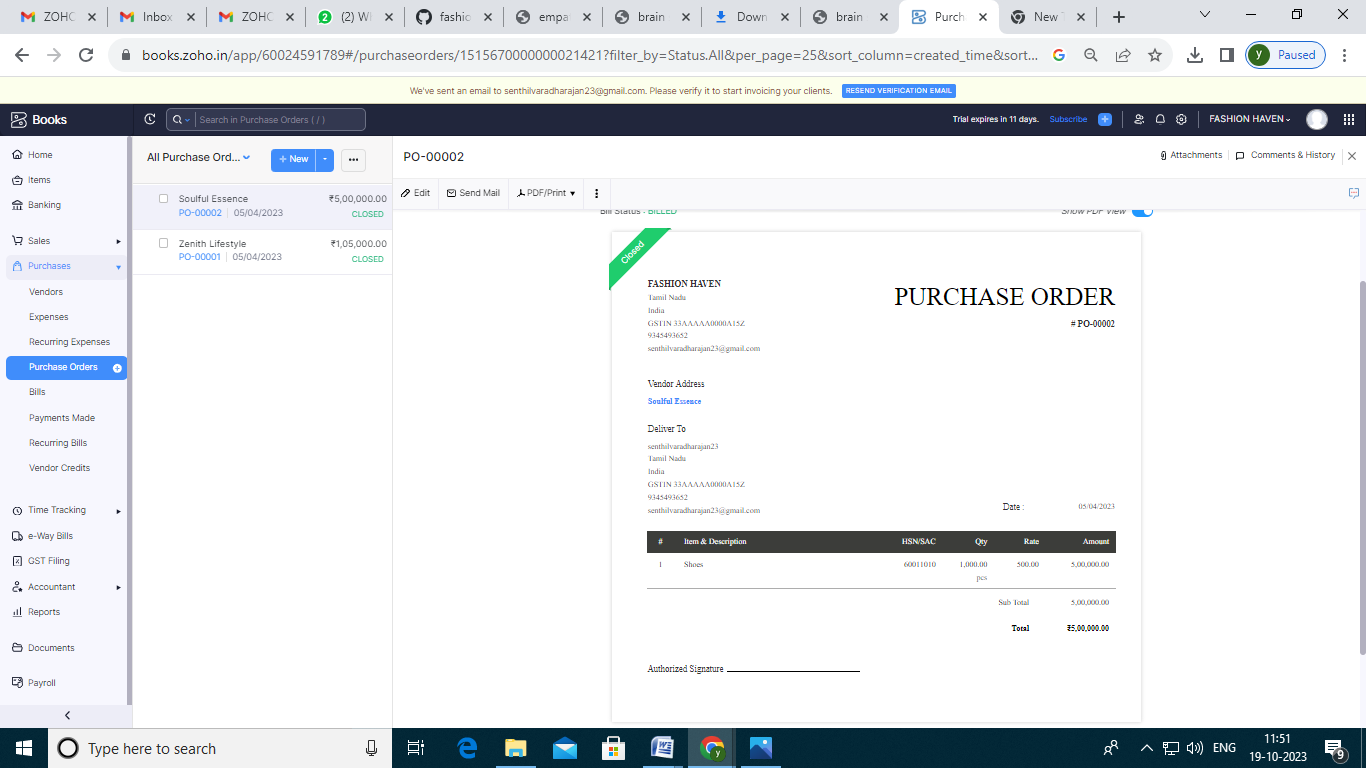 ZOHC
Inbox
ZOHC
(2) Wh
fashio
empa
brain
Down
brain
Purch
New T
books.zoho.in/app/60024591789#/purchaseorders/1515670000000021421?filter_by=Status.All&per_page=25&sort_column=created_time&sort...
y Paused
We've sent an email to senthilvaradharajan23@gmail.com. Please verify it to start invoicing your clients. RESEND VERIFICATION EMAIL
Books
Search in Purchase Orders ( / )
Trial expires in 11 days. Subscribe
FASHION HAVEN
Home
Items
Banking
Sales
Purchases
Vendors
Expenses
Recurring Expenses
Purchase Orders
Bills
Payments Made
Recurring Bills
Vendor Credits
Time Tracking
e-Way Bills
GST Filing
Accountant
Reports
Documents
Payroll
All Purchase Ord...
+ New
Soulful Essence ₹5,00,000.00
PO-00002 | 05/04/2023 CLOSED
Zenith Lifestyle ₹1,05,000.00
PO-00001 | 05/04/2023 CLOSED
PO-00002
Attachments
Comments & History
Edit
Send Mail
PDF/Print
Bill Status : BILLED
Show PDF View
Closed
FASHION HAVEN
Tamil Nadu
India
GSTIN 33AAAAA0000A15Z
9345493652
senthilvaradharajan23@gmail.com
PURCHASE ORDER
# PO-00002
Vendor Address
Soulful Essence
Deliver To
senthilvaradharajan23
Tamil Nadu
India
GSTIN 33AAAAA0000A15Z
9345493652
senthilvaradharajan23@gmail.com
Date : 05/04/2023
# Item & Description HSN/SAC Qty Rate Amount
1 Shoes 60011010 1,000.00 500.00 5,00,000.00
pcs
Sub Total 5,00,000.00
Total ₹5,00,000.00
Authorized Signature
Type here to search
ENG
11:51
19-10-2023
9